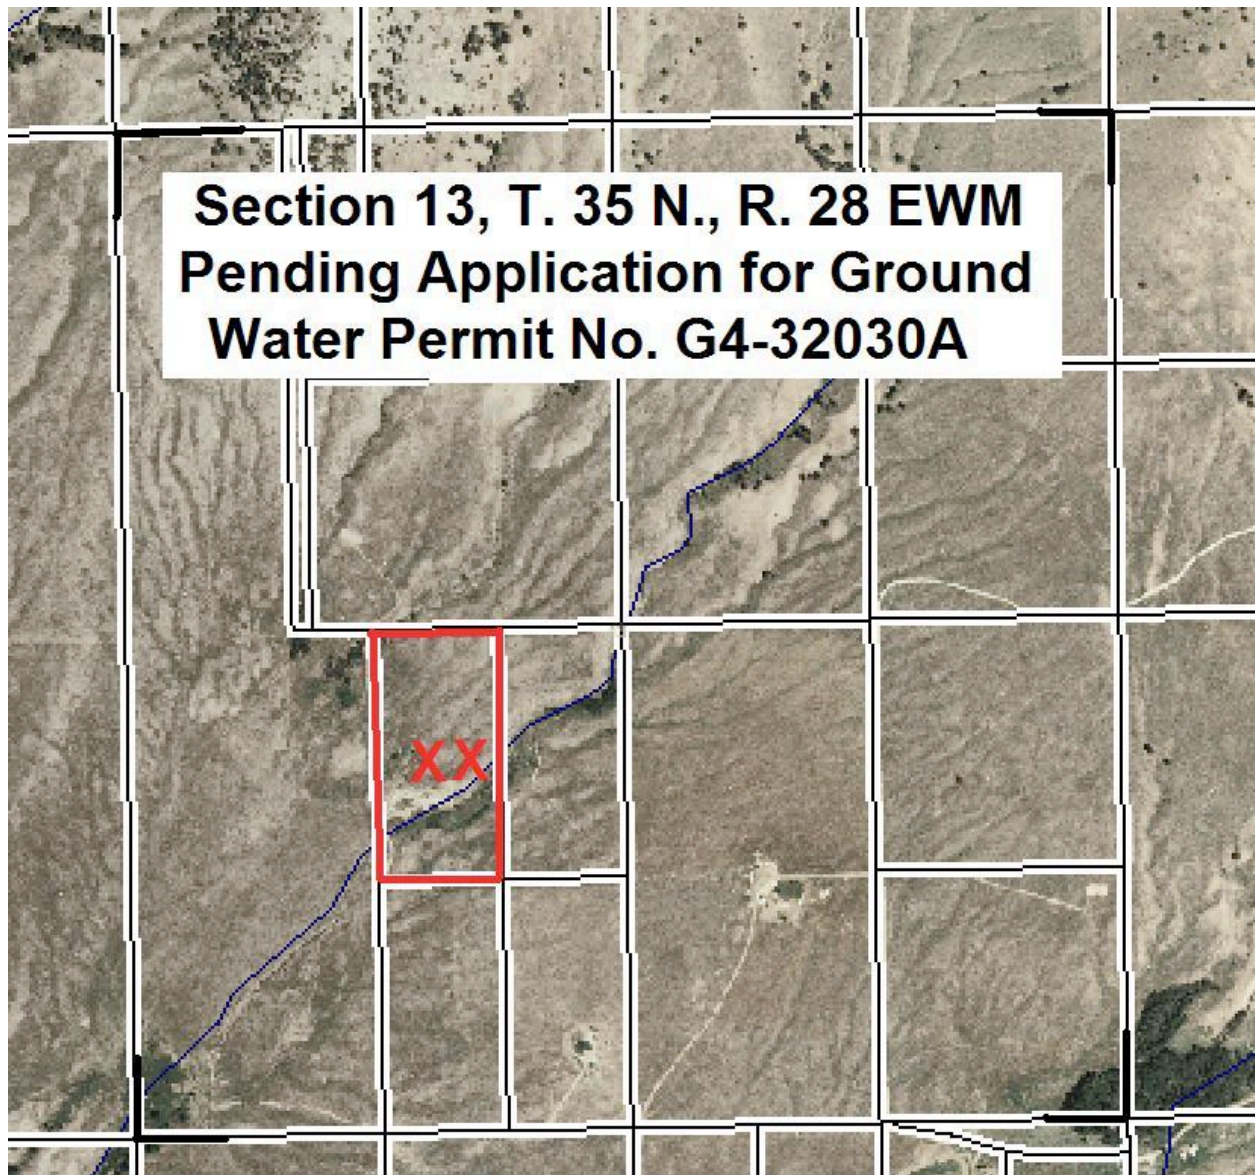 Section 13, T. 35 N., R. 28 EWM
Pending Application for Ground
Water Permit No. G4-32030A
XX